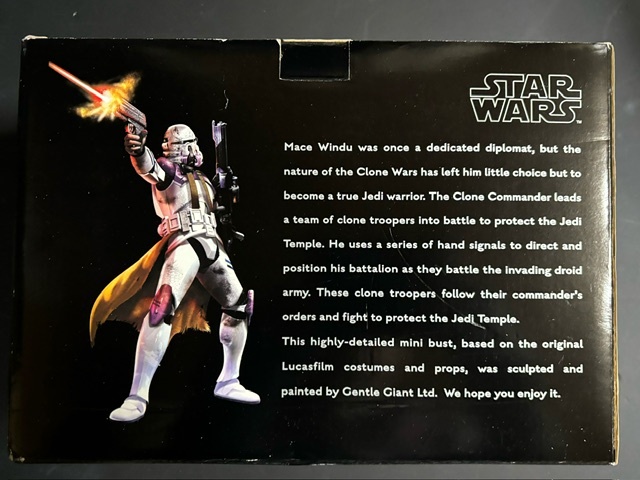 STAR
WARS™
Mace Windu was once a dedicated diplomat, but the
nature of the Clone Wars has left him little choice but to
become a true Jedi warrior. The Clone Commander leads
a team of clone troopers into battle to protect the Jedi
Temple. He uses a series of hand signals to direct and
position his battalion as they battle the invading droid
army. These clone troopers follow their commander's
orders and fight to protect the Jedi Temple.
This highly-detailed mini bust, based on the original
Lucasfilm costumes and props, was sculpted and
painted by Gentle Giant Ltd. We hope you enjoy it.